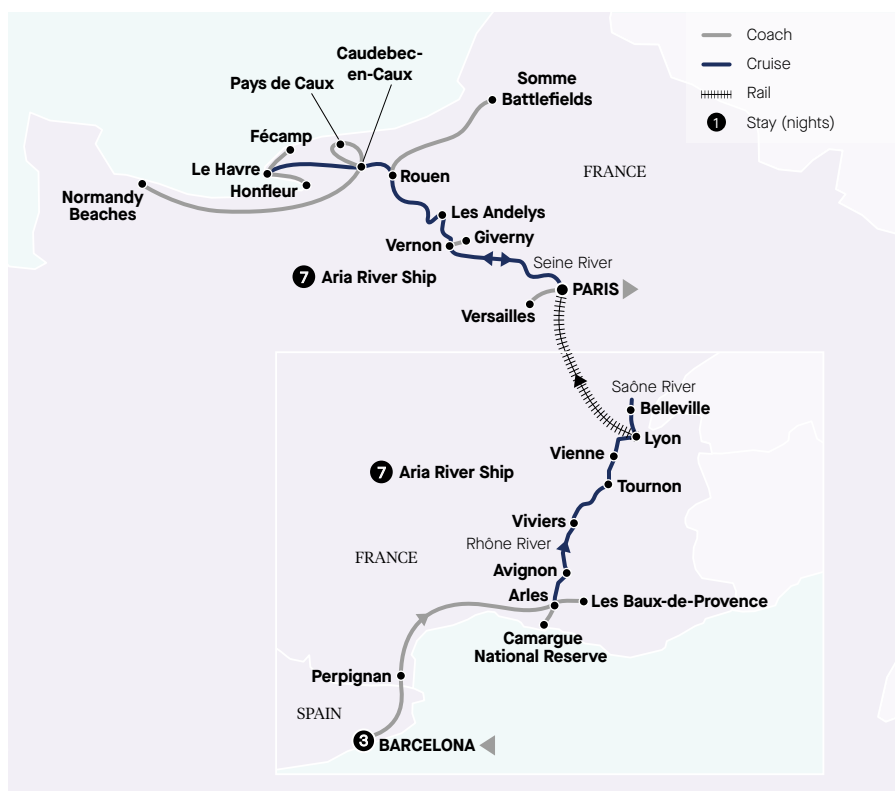 Coach
Cruise
Rail
1 Stay (nights)
Caudebec-
en-Caux
Pays de Caux
Somme
Battlefields
Fécamp
Le Havre
Honfleur
Rouen
FRANCE
Normandy
Beaches
Les Andelys
Giverny
Vernon
Seine River
7 Aria River Ship
PARIS
Versailles
Saône River
Belleville
Lyon
Vienne
7 Aria River Ship
Tournon
Viviers
Rhône River
FRANCE
Avignon
Arles
Les Baux-de-Provence
Camargue
National Reserve
Perpignan
SPAIN
3 BARCELONA